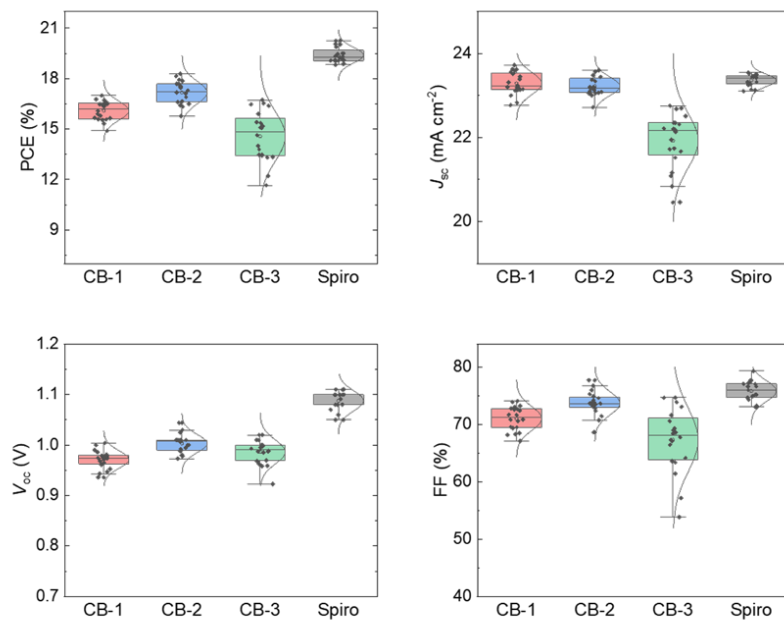 PCE (%)
21
18
15
12
9
CB-1 CB-2 CB-3 Spiro
J_sc (mA cm⁻²)
24
22
20
CB-1 CB-2 CB-3 Spiro
V_oc (V)
1.2
1.1
1.0
0.9
0.8
0.7
CB-1 CB-2 CB-3 Spiro
FF (%)
80
70
60
50
40
CB-1 CB-2 CB-3 Spiro